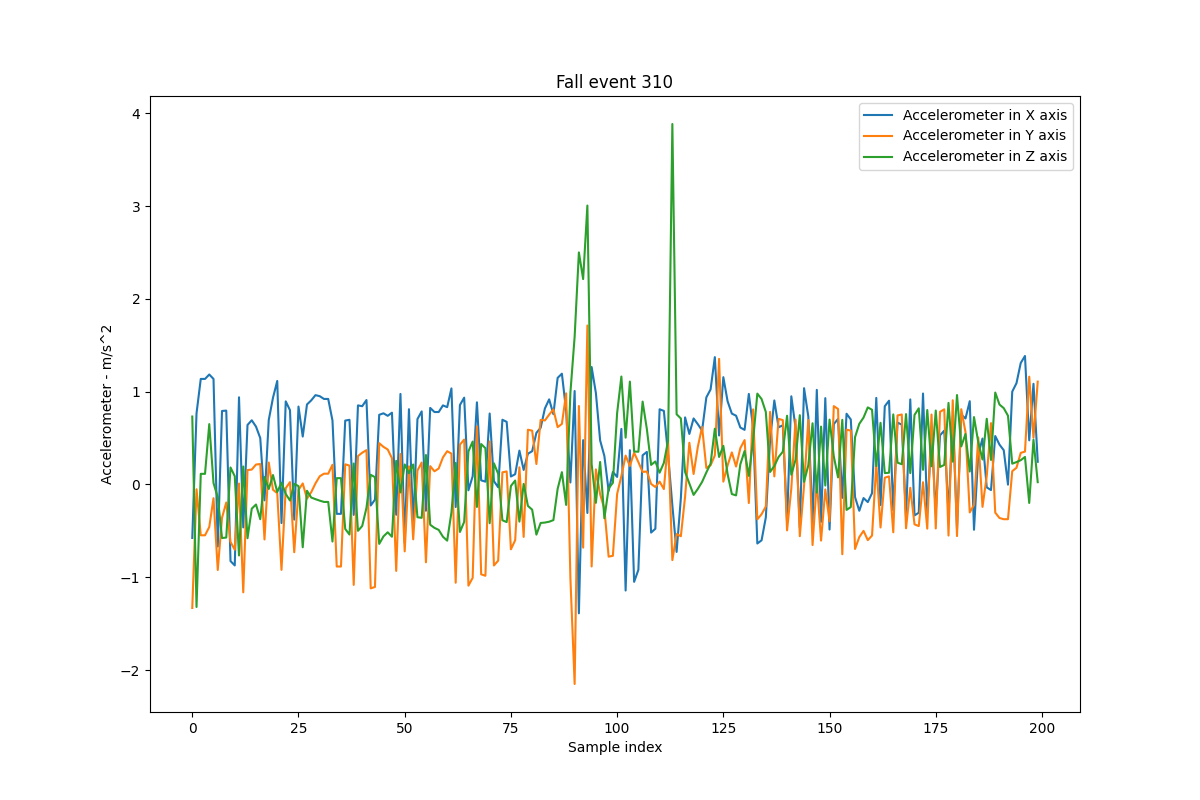 Fall event 310
Accelerometer in X axis
Accelerometer in Y axis
Accelerometer in Z axis
Accelerometer - m/s^2
4
3
2
1
0
−1
−2
0 25 50 75 100 125 150 175 200
Sample index